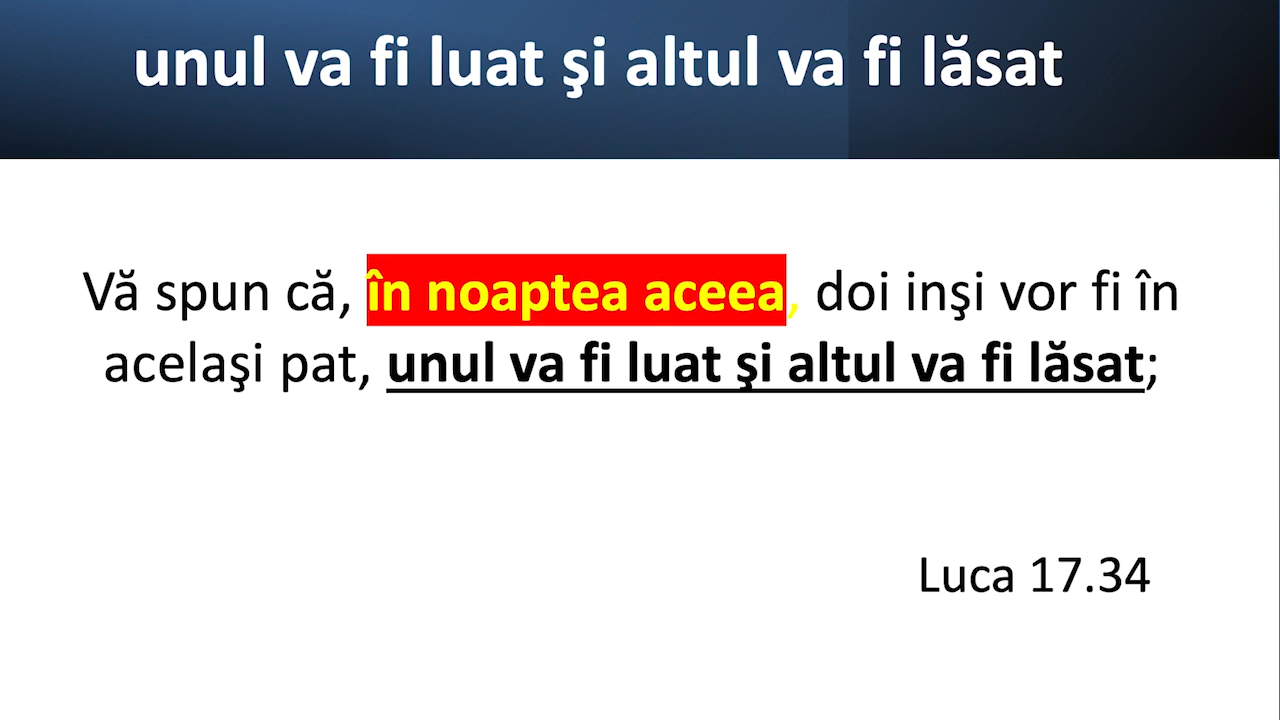 unul va fi luat şi altul va fi lăsat
Vă spun că, în noaptea aceea, doi inşi vor fi în
acelaşi pat, unul va fi luat şi altul va fi lăsat;
Luca 17.34